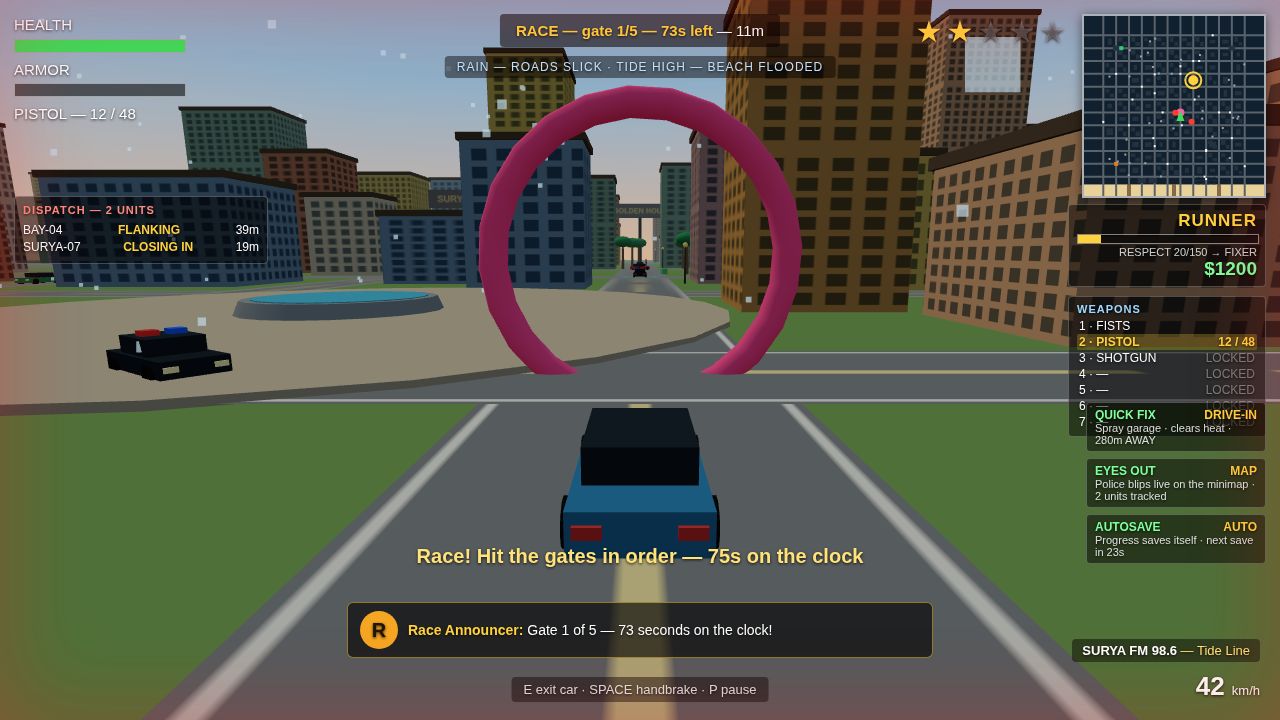 HEALTH
ARMOR
PISTOL — 12 / 48
RACE — gate 1/5 — 73s left — 11m
RAIN — ROADS SLICK · TIDE HIGH — BEACH FLOODED
DISPATCH — 2 UNITS
BAY-04 FLANKING 39m
SURYA-07 CLOSING IN 19m
SURY
RUNNER
RESPECT 20/150 → FIXER
$1200
WEAPONS
1 · FISTS
2 · PISTOL 12 / 48
3 · SHOTGUN LOCKED
4 · — LOCKED
5 · — LOCKED
6 · — LOCKED
7 · LOCKED
QUICK FIX DRIVE-IN
Spray garage · clears heat ·
280m AWAY
EYES OUT MAP
Police blips live on the minimap ·
2 units tracked
AUTOSAVE AUTO
Progress saves itself · next save
in 23s
Race! Hit the gates in order — 75s on the clock
R
Race Announcer: Gate 1 of 5 — 73 seconds on the clock!
E exit car · SPACE handbrake · P pause
SURYA FM 98.6 — Tide Line
42 km/h